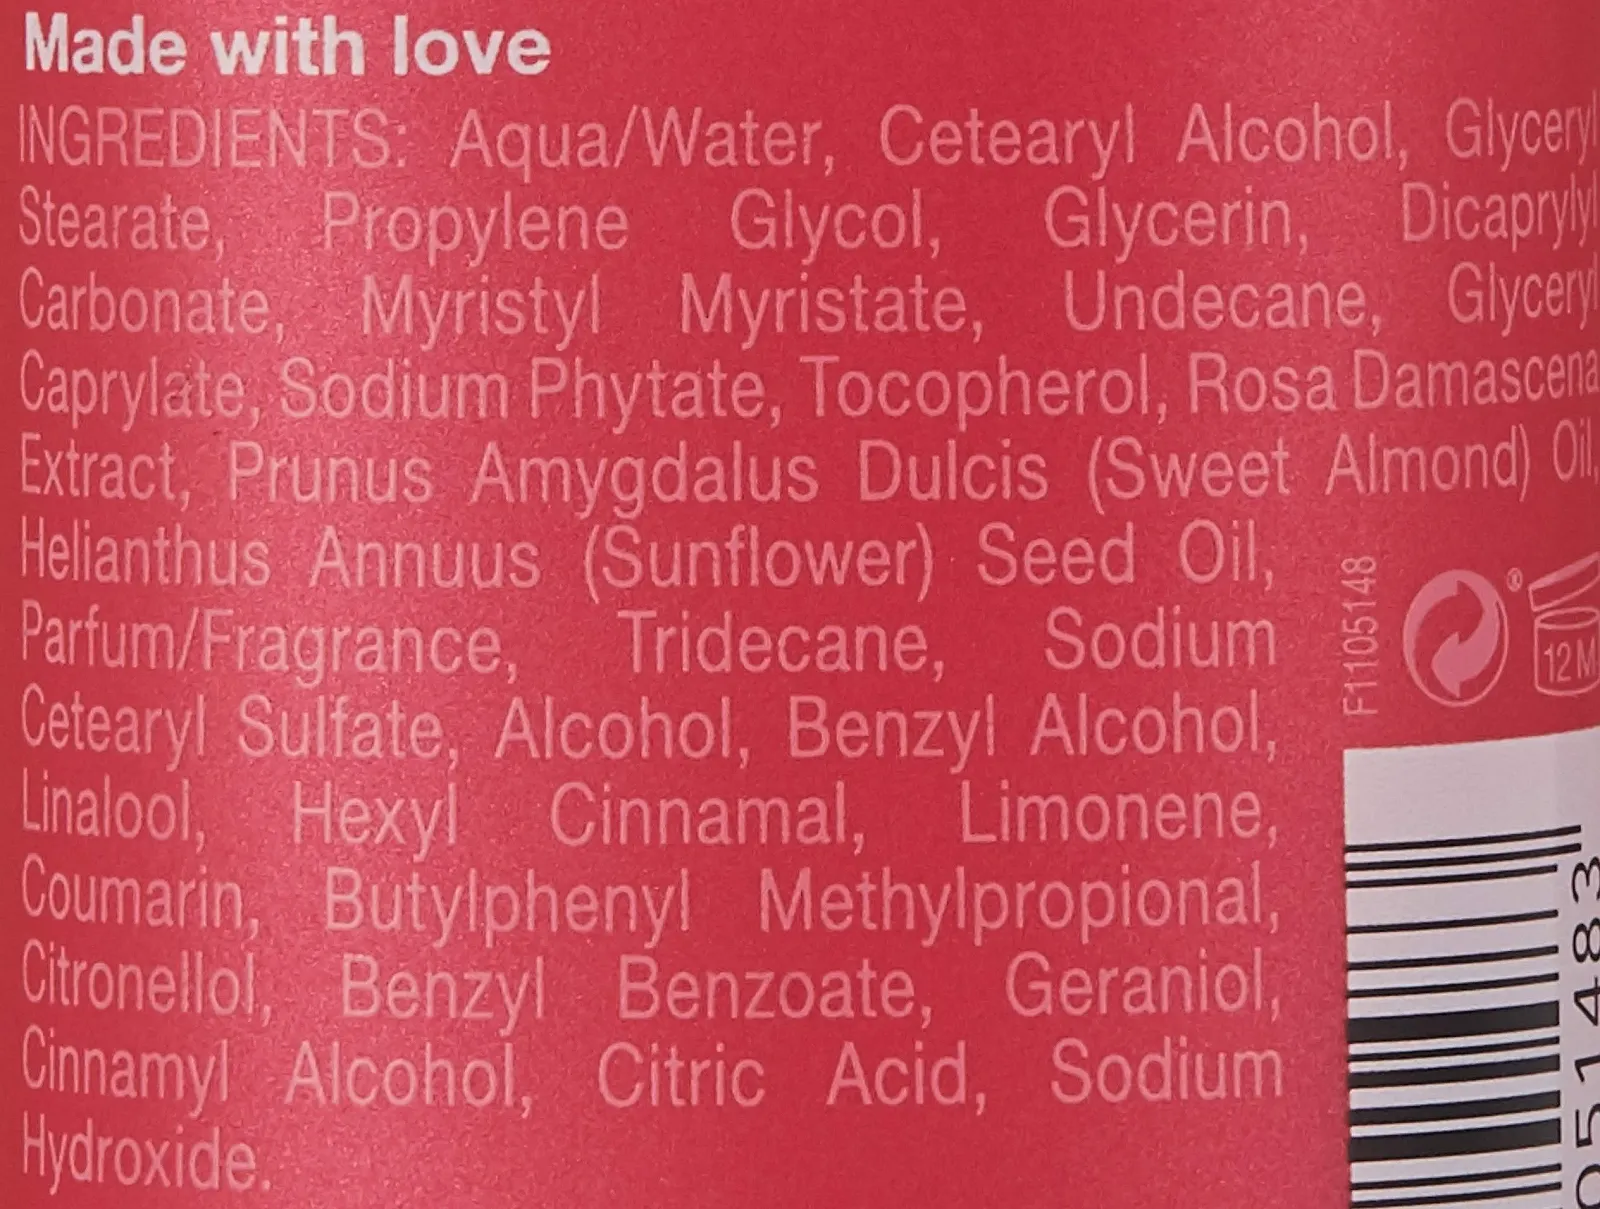 Made with love
INGREDIENTS: Aqua/Water, Cetearyl Alcohol, Glyceryl
Stearate, Propylene Glycol, Glycerin, Dicaprylyl
Carbonate, Myristyl Myristate, Undecane, Glyceryl
Caprylate, Sodium Phytate, Tocopherol, Rosa Damascena
Extract, Prunus Amygdalus Dulcis (Sweet Almond) Oil,
Helianthus Annuus (Sunflower) Seed Oil,
Parfum/Fragrance, Tridecane, Sodium
Cetearyl Sulfate, Alcohol, Benzyl Alcohol,
Linalool, Hexyl Cinnamal, Limonene,
Coumarin, Butylphenyl Methylpropional,
Citronellol, Benzyl Benzoate, Geraniol,
Cinnamyl Alcohol, Citric Acid, Sodium
Hydroxide.
F1105148
®
12M
051483